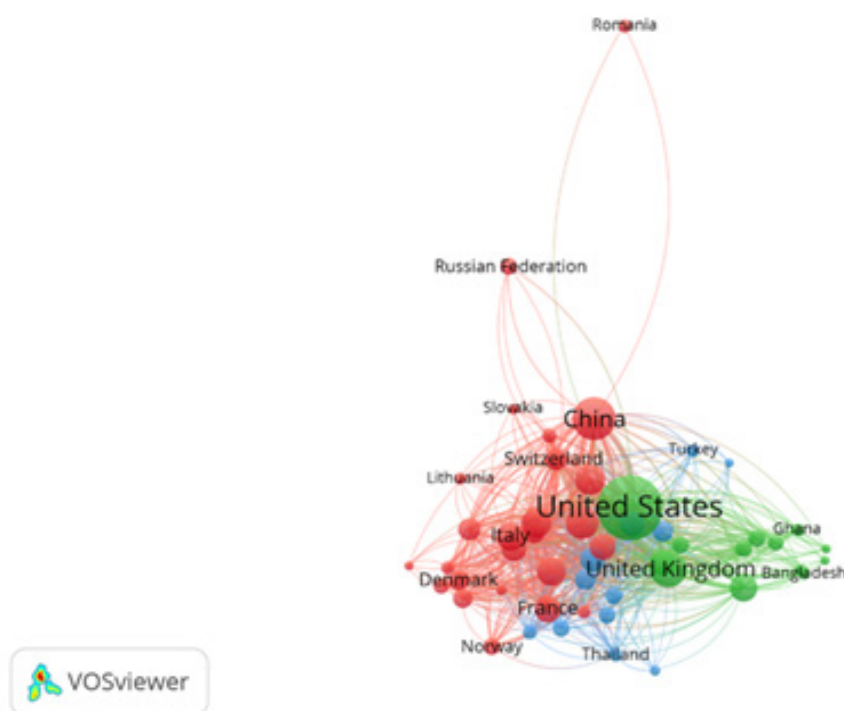 Romania
Russian Federation
Slovakia
China
Switzerland
Turkey
Lithuania
United States
Italy
Ghana
Denmark
United Kingdom
Bangladesh
France
Norway
Thailand
VOSviewer